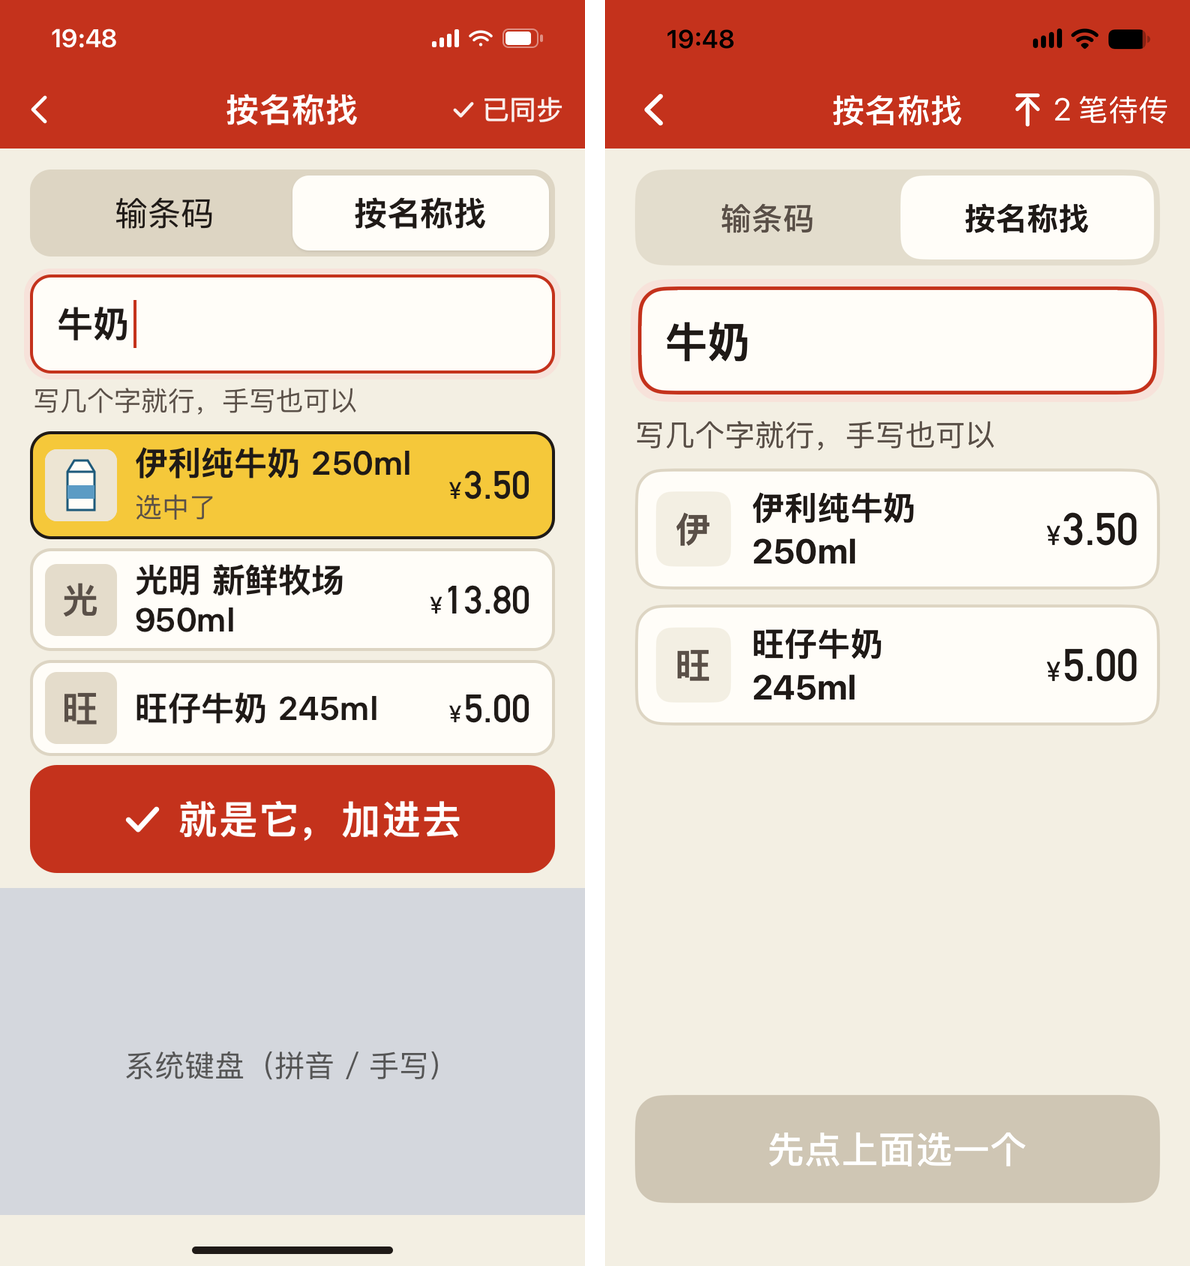 19:48
按名称找
已同步
输条码
按名称找
牛奶
写几个字就行，手写也可以
伊利纯牛奶 250ml
选中了
¥3.50
光
光明 新鲜牧场
950ml
¥13.80
旺
旺仔牛奶 245ml
¥5.00
就是它，加进去
系统键盘（拼音 / 手写）
19:48
按名称找
2 笔待传
输条码
按名称找
牛奶
写几个字就行，手写也可以
伊
伊利纯牛奶
250ml
¥3.50
旺
旺仔牛奶
245ml
¥5.00
先点上面选一个